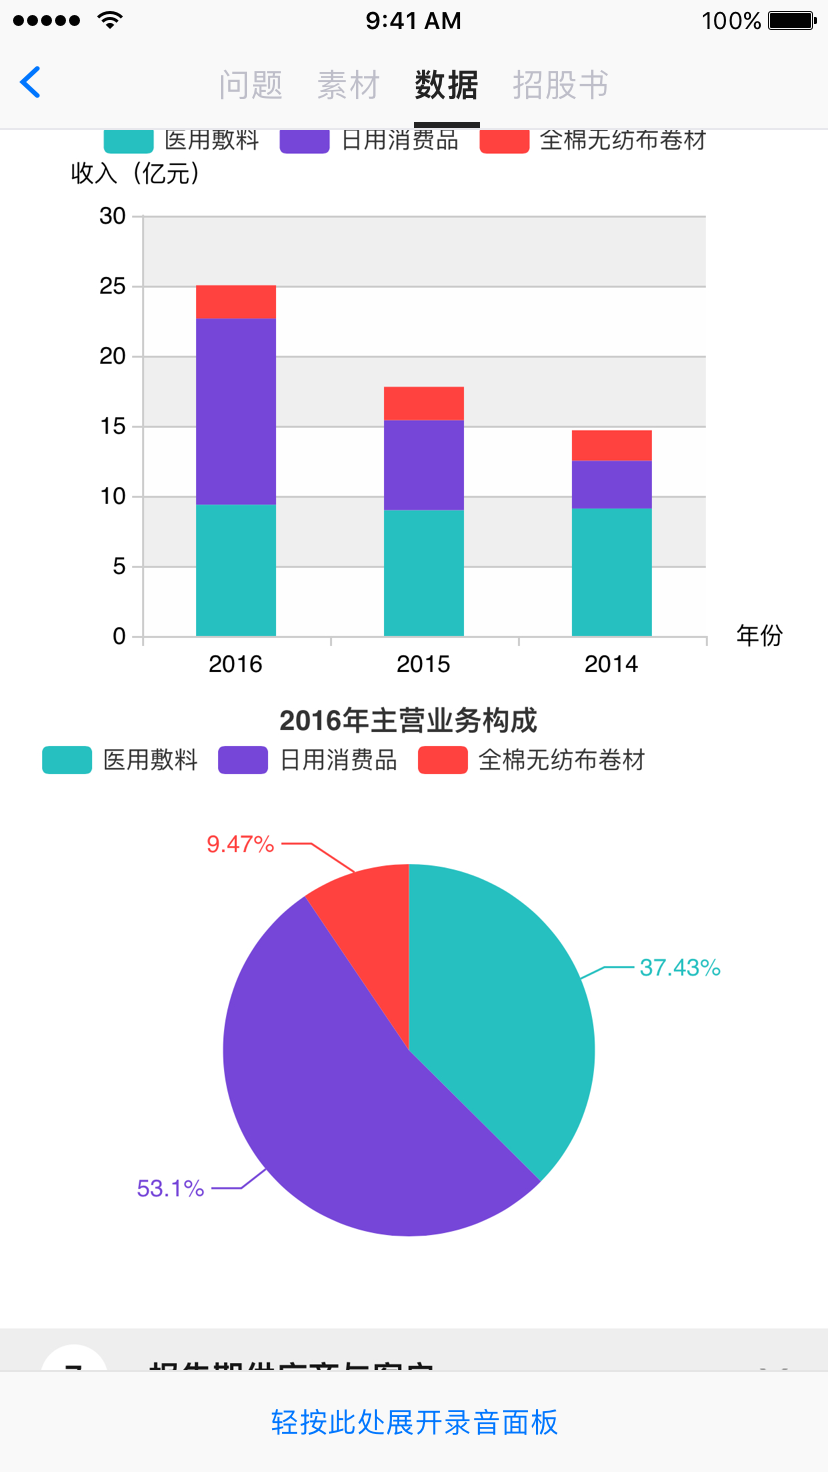 9:41 AM 100%
问题 素材 数据 招股书
医用敷料 日用消费品 全棉无纺布卷材
收入（亿元）
30
25
20
15
10
5
0
年份
2016 2015 2014
2016年主营业务构成
医用敷料 日用消费品 全棉无纺布卷材
9.47%
37.43%
53.1%
轻按此处展开录音面板